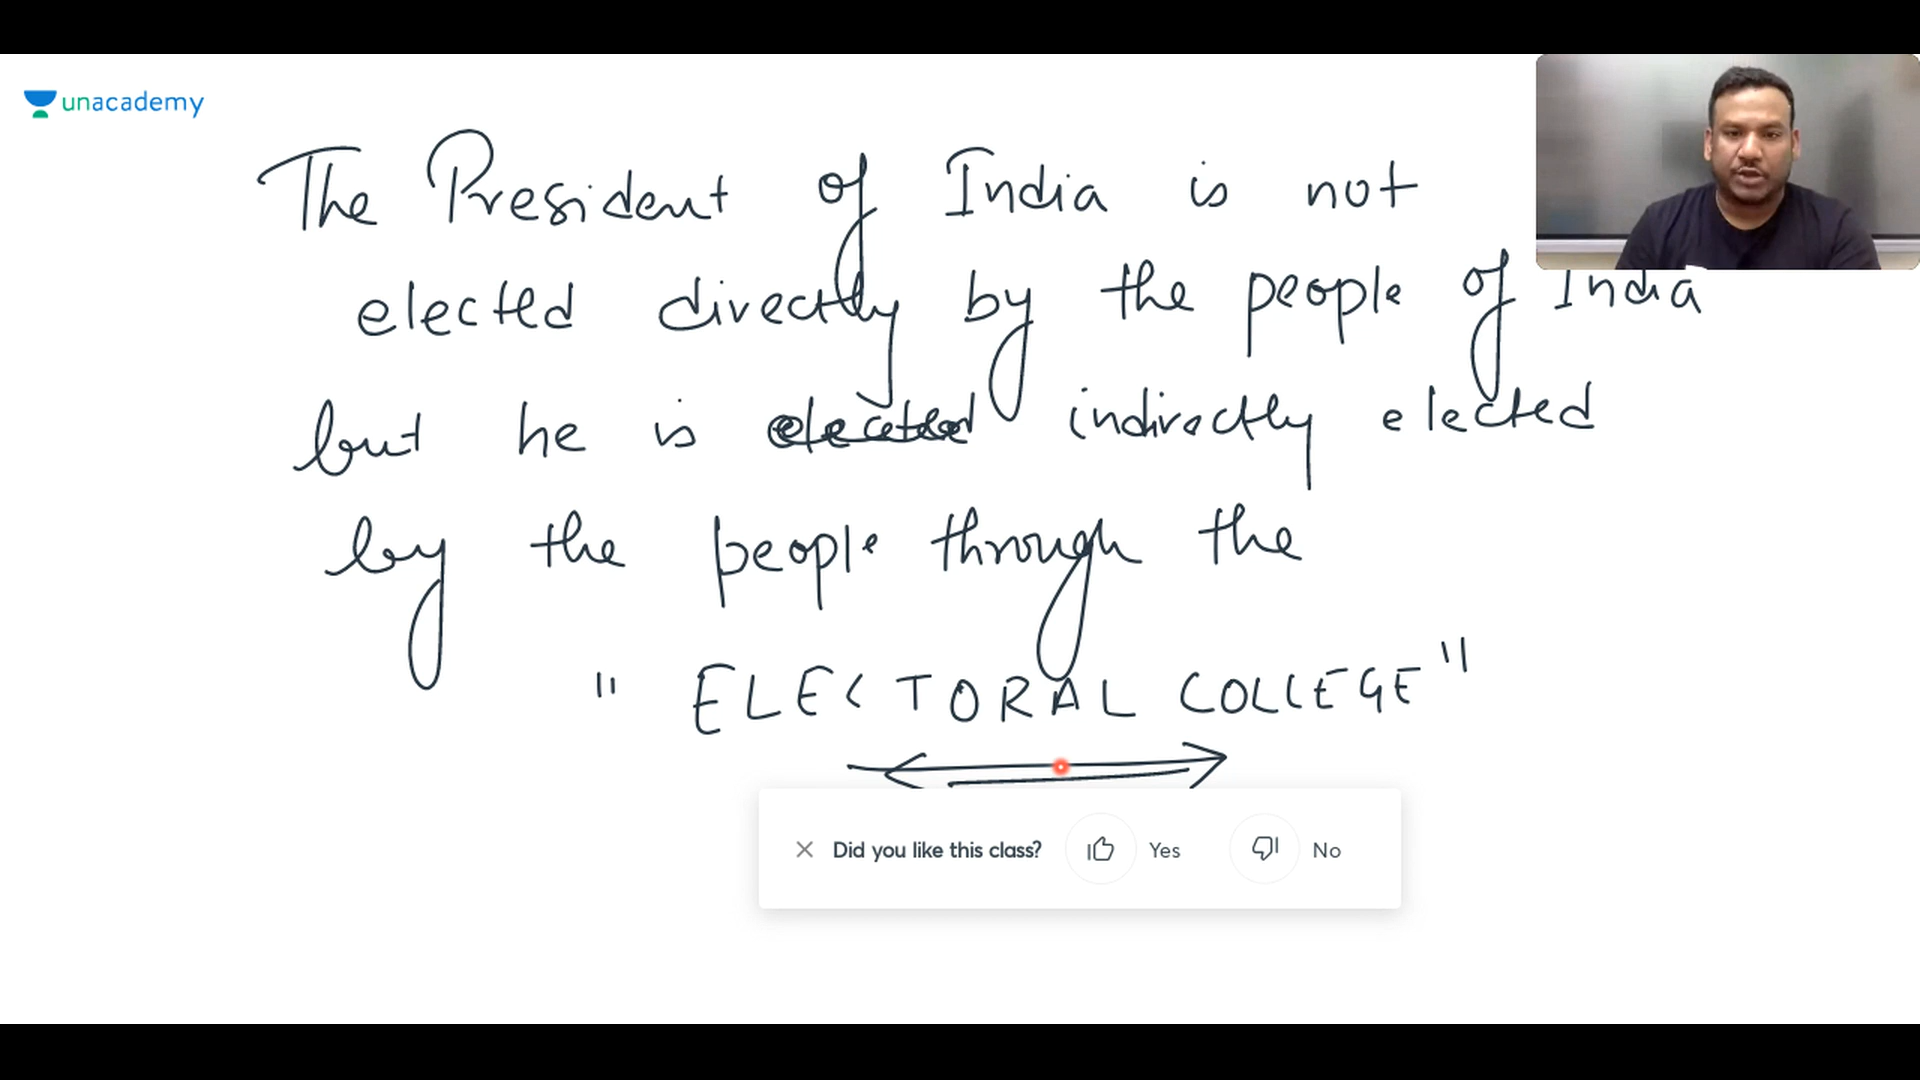 unacademy
The President of India is not
elected directly by the people of India
but he is elected indirectly elected
by the people through the
" ELECTORAL COLLEGE "
Did you like this class? Yes No